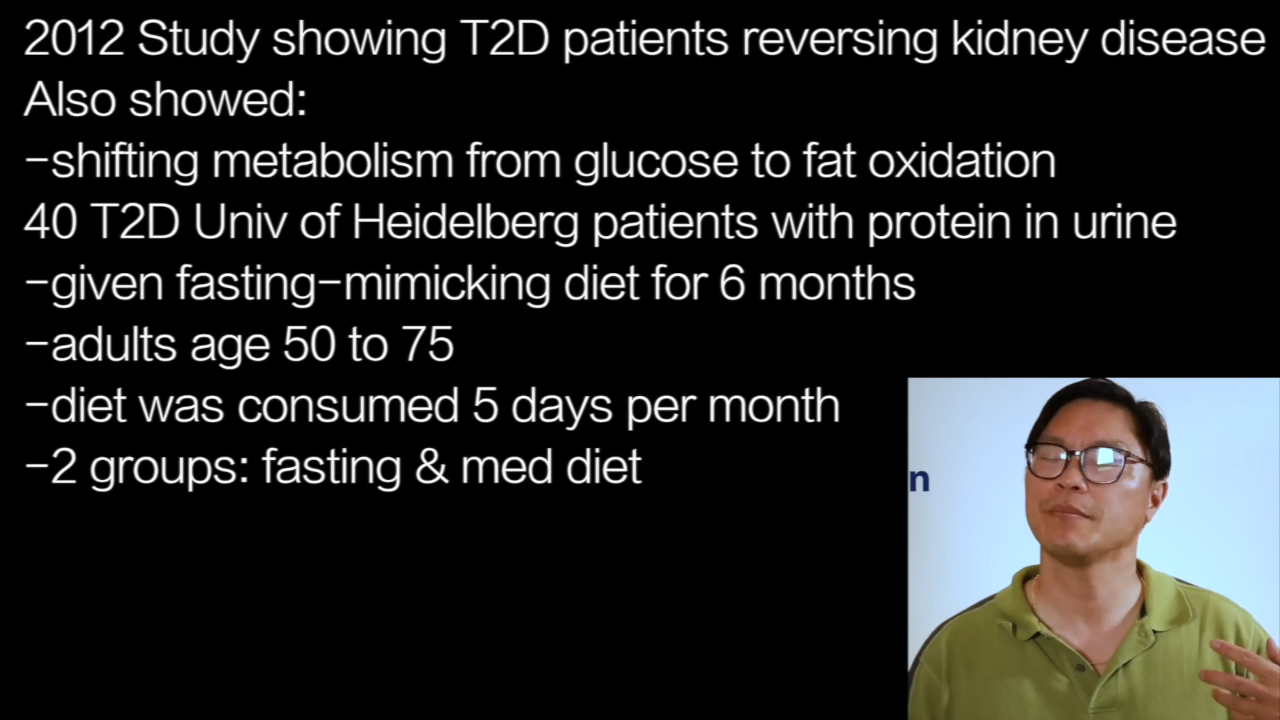 2012 Study showing T2D patients reversing kidney disease
Also showed:
-shifting metabolism from glucose to fat oxidation
40 T2D Univ of Heidelberg patients with protein in urine
-given fasting-mimicking diet for 6 months
-adults age 50 to 75
-diet was consumed 5 days per month
-2 groups: fasting & med diet
n